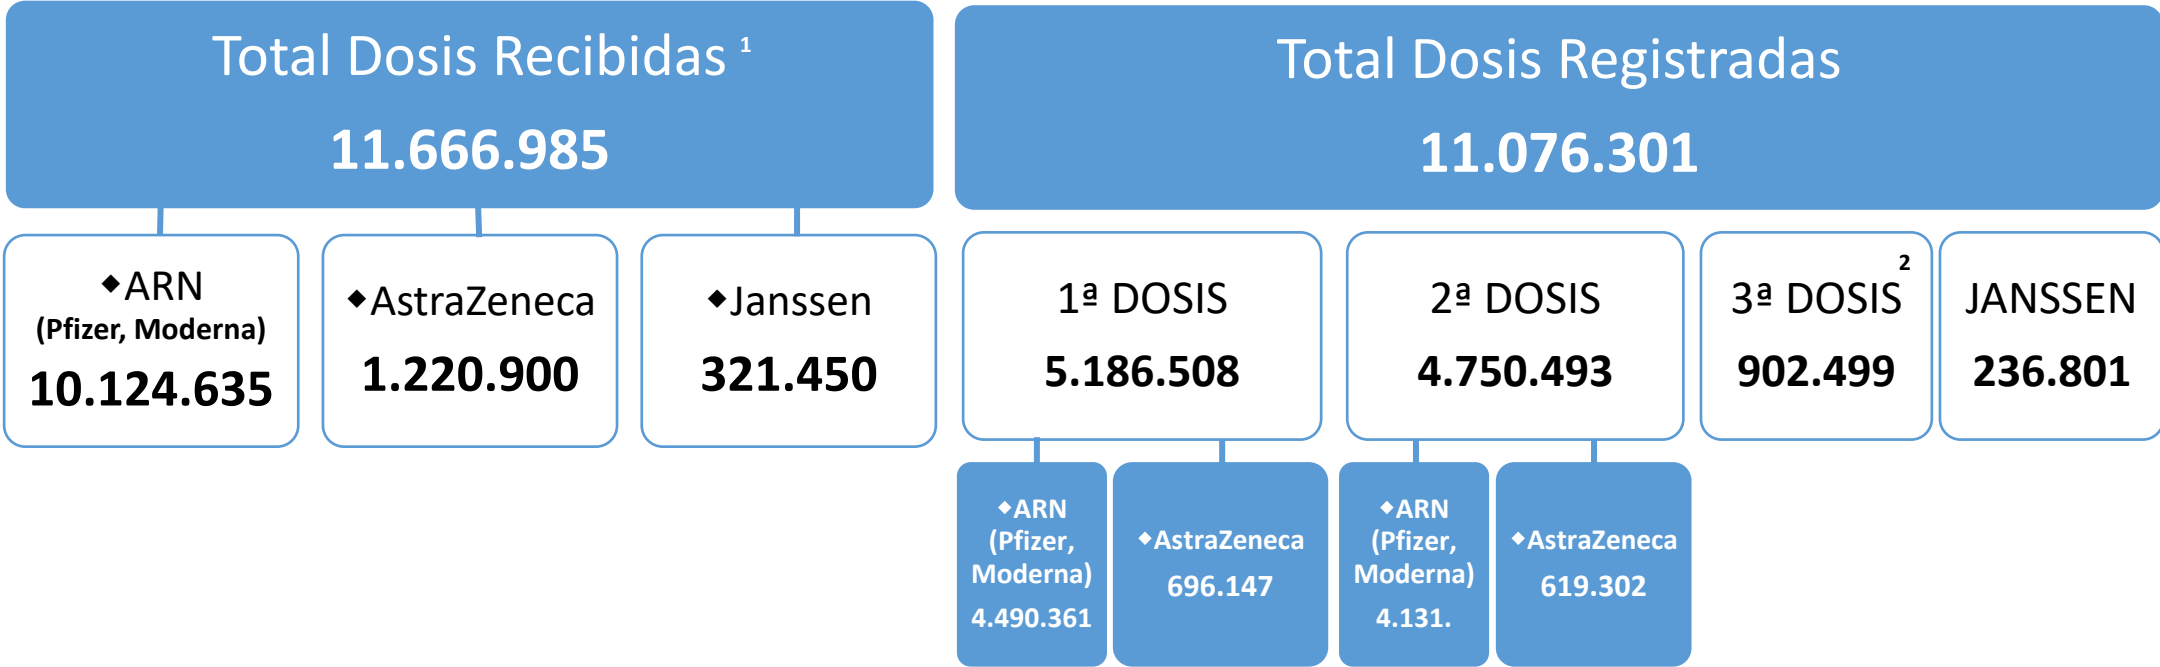 Total Dosis Recibidas ¹
11.666.985
◆ARN
(Pfizer, Moderna)
10.124.635
◆AstraZeneca
1.220.900
◆Janssen
321.450
Total Dosis Registradas
11.076.301
1ª DOSIS
5.186.508
◆ARN
(Pfizer,
Moderna)
4.490.361
◆AstraZeneca
696.147
2ª DOSIS
4.750.493
◆ARN
(Pfizer,
Moderna)
4.131.
◆AstraZeneca
619.302
3ª DOSIS ²
902.499
JANSSEN
236.801